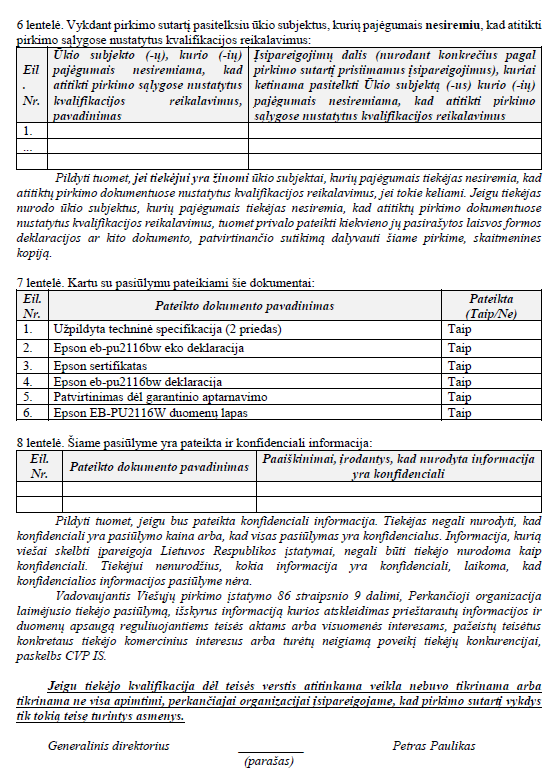 6 lentelė. Vykdant pirkimo sutartį pasitelksiu ūkio subjektus, kurių pajėgumais nesiremiu, kad atitikti
pirkimo sąlygose nustatytus kvalifikacijos reikalavimus:
Eil
.
Nr.
Ūkio subjekto (-ų), kurio (-ių)
pajėgumais nesiremiama, kad
atitikti pirkimo sąlygose nustatytus
kvalifikacijos reikalavimus,
pavadinimas
Įsipareigojimų dalis (nurodant konkrečius pagal
pirkimo sutartį prisiimamus įsipareigojimus), kuriai
ketinama pasitelkti Ūkio subjektą (-us) kurio (-ių)
pajėgumais nesiremiama, kad atitikti pirkimo
sąlygose nustatytus kvalifikacijos reikalavimus
1.
...
Pildyti tuomet, jei tiekėjui yra žinomi ūkio subjektai, kurių pajėgumais tiekėjas nesiremia, kad
atitiktų pirkimo dokumentuose nustatytus kvalifikacijos reikalavimus, jei tokie keliami. Jeigu tiekėjas
nurodo ūkio subjektus, kurių pajėgumais tiekėjas nesiremia, kad atitiktų pirkimo dokumentuose
nustatytus kvalifikacijos reikalavimus, tuomet privalo pateikti kiekvieno jų pasirašytos laisvos formos
deklaracijos ar kito dokumento, patvirtinančio sutikimą dalyvauti šiame pirkime, skaitmenines
kopiją.
7 lentelė. Kartu su pasiūlymu pateikiami šie dokumentai:
Eil.
Nr.
Pateikto dokumento pavadinimas
Pateikta
(Taip/Ne)
1. Užpildyta techninė specifikacija (2 priedas) Taip
2. Epson eb-pu2116bw eko deklaracija Taip
3. Epson sertifikatas Taip
4. Epson eb-pu2116bw deklaracija Taip
5. Patvirtinimas dėl garantinio aptarnavimo Taip
6. Epson EB-PU2116W duomenų lapas Taip
8 lentelė. Šiame pasiūlyme yra pateikta ir konfidenciali informacija:
Eil.
Nr.
Pateikto dokumento pavadinimas
Paaiškinimai, įrodantys, kad nurodyta informacija
yra konfidenciali
Pildyti tuomet, jeigu bus pateikta konfidenciali informacija. Tiekėjas negali nurodyti, kad
konfidenciali yra pasiūlymo kaina arba, kad visas pasiūlymas yra konfidencialus. Informacija, kurią
viešai skelbti įpareigoja Lietuvos Respublikos įstatymai, negali būti tiekėjo nurodoma kaip
konfidenciali. Tiekėjui nenurodžius, kokia informacija yra konfidenciali, laikoma, kad
konfidencialios informacijos pasiūlyme nėra.
Vadovaujantis Viešųjų pirkimo įstatymo 86 straipsnio 9 dalimi, Perkančioji organizacija
laimėjusio tiekėjo pasiūlymą, išskyrus informaciją kurios atskleidimas prieštarautų informacijos ir
duomenų apsaugą reguliuojantiems teisės aktams arba visuomenės interesams, pažeistų teisėtus
konkretaus tiekėjo komercinius interesus arba turėtų neigiamą poveikį tiekėjų konkurencijai,
paskelbs CVP IS.
Jeigu tiekėjo kvalifikacija dėl teisės verstis atitinkama veikla nebuvo tikrinama arba
tikrinama ne visa apimtimi, perkančiajai organizacijai įsipareigojame, kad pirkimo sutartį vykdys
tik tokią teisę turintys asmenys.
Generalinis direktorius
(parašas)
Petras Paulikas